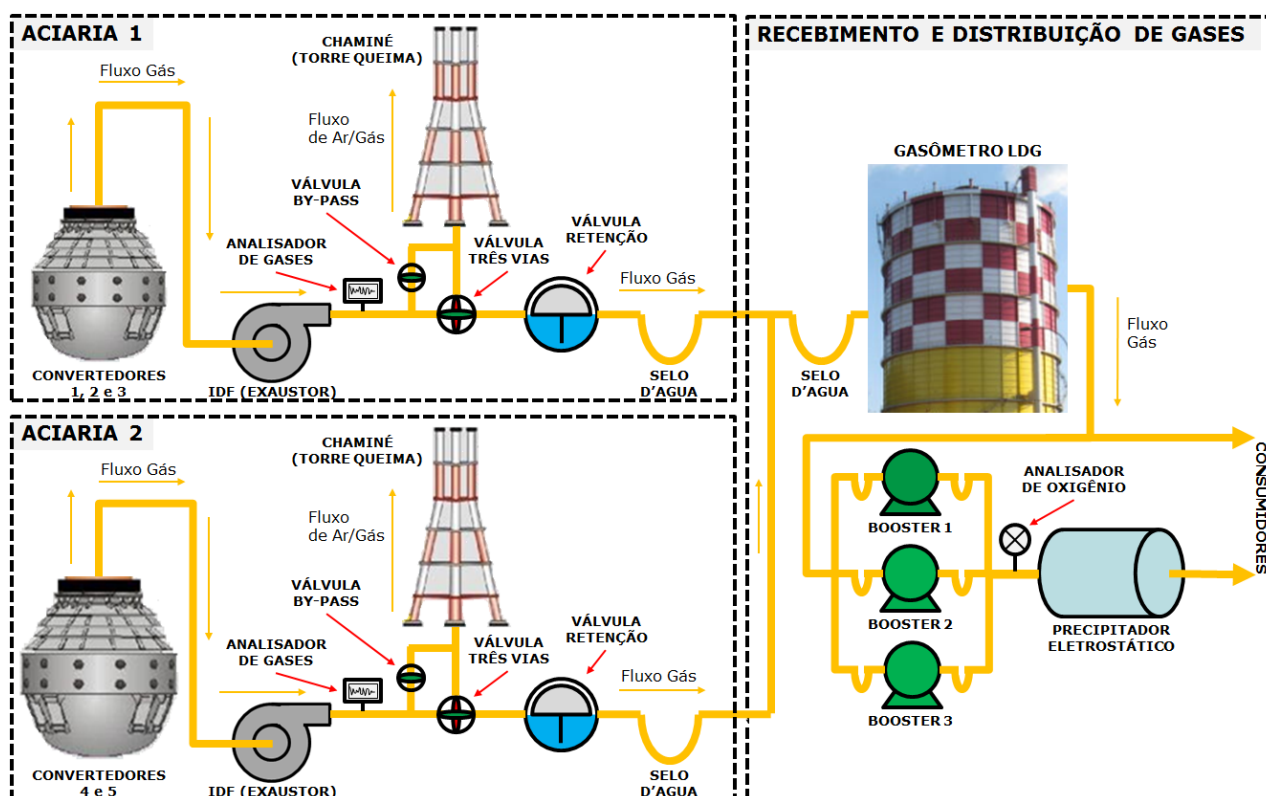 ACIARIA 1
Fluxo Gás
CHAMINÉ
(TORRE QUEIMA)
Fluxo
de Ar/Gás
VÁLVULA
BY-PASS
ANALISADOR
DE GASES
VÁLVULA
TRÊS VIAS
VÁLVULA
RETENÇÃO
Fluxo Gás
CONVERTEDORES
1, 2 e 3
IDF (EXAUSTOR)
SELO
D’AGUA
ACIARIA 2
Fluxo Gás
CHAMINÉ
(TORRE QUEIMA)
Fluxo
de Ar/Gás
VÁLVULA
BY-PASS
ANALISADOR
DE GASES
VÁLVULA
TRÊS VIAS
VÁLVULA
RETENÇÃO
Fluxo Gás
CONVERTEDORES
4 e 5
IDF (EXAUSTOR)
SELO
D’AGUA
RECEBIMENTO E DISTRIBUIÇÃO DE GASES
GASÔMETRO LDG
SELO
D’AGUA
Fluxo
Gás
BOOSTER 1
BOOSTER 2
BOOSTER 3
ANALISADOR
DE OXIGÊNIO
PRECIPITADOR
ELETROSTÁTICO
CONSUMIDORES